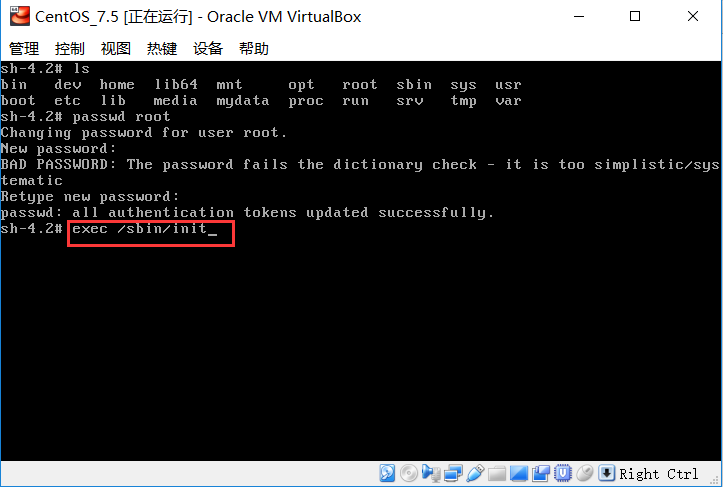 CentOS_7.5 [正在运行] - Oracle VM VirtualBox
管理 控制 视图 热键 设备 帮助
sh-4.2# ls
bin dev home lib64 mnt opt root sbin sys usr
boot etc lib media mydata proc run srv tmp var
sh-4.2# passwd root
Changing password for user root.
New password:
BAD PASSWORD: The password fails the dictionary check - it is too simplistic/sys
tematic
Retype new password:
passwd: all authentication tokens updated successfully.
sh-4.2# exec /sbin/init_
Right Ctrl